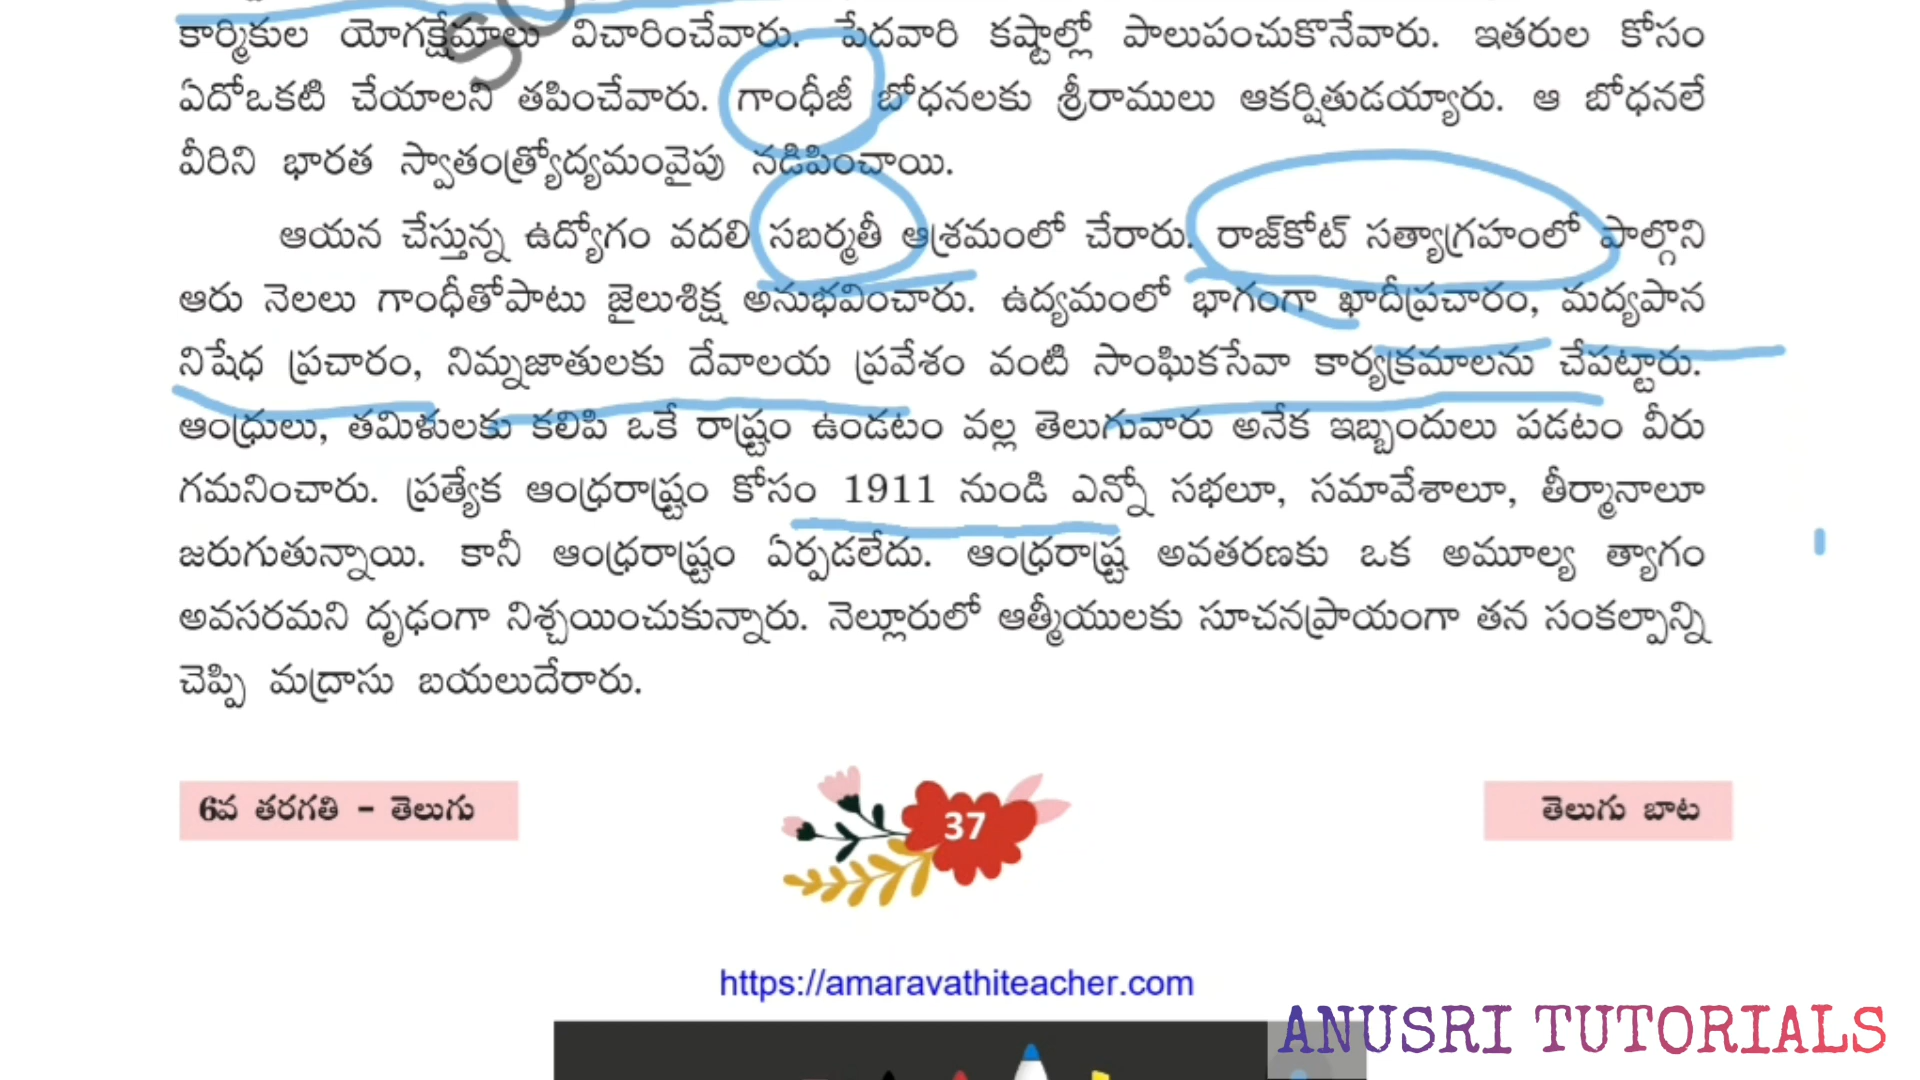 కార్మికుల యోగక్షేమాలు విచారించేవారు. పేదవారి కష్టాల్లో పాలుపంచుకొనేవారు. ఇతరుల కోసం
ఏదోఒకటి చేయాలని తపించేవారు. గాంధీజీ బోధనలకు శ్రీరాములు ఆకర్షితుడయ్యారు. ఆ బోధనలే
వీరిని భారత స్వాతంత్ర్యోద్యమంవైపు నడిపించాయి.
ఆయన చేస్తున్న ఉద్యోగం వదలి సబర్మతీ ఆశ్రమంలో చేరారు. రాజ్‌కోట్ సత్యాగ్రహంలో పాల్గొని
ఆరు నెలలు గాంధీతోపాటు జైలుశిక్ష అనుభవించారు. ఉద్యమంలో భాగంగా ఖాదీప్రచారం, మద్యపాన
నిషేధ ప్రచారం, నిమ్నజాతులకు దేవాలయ ప్రవేశం వంటి సాంఘికసేవా కార్యక్రమాలను చేపట్టారు.
ఆంధ్రులు, తమిళులకు కలిపి ఒకే రాష్ట్రం ఉండటం వల్ల తెలుగువారు అనేక ఇబ్బందులు పడటం వీరు
గమనించారు. ప్రత్యేక ఆంధ్రరాష్ట్రం కోసం 1911 నుండి ఎన్నో సభలూ, సమావేశాలూ, తీర్మానాలూ
జరుగుతున్నాయి. కానీ ఆంధ్రరాష్ట్రం ఏర్పడలేదు. ఆంధ్రరాష్ట్ర అవతరణకు ఒక అమూల్య త్యాగం
అవసరమని దృఢంగా నిశ్చయించుకున్నారు. నెల్లూరులో ఆత్మీయులకు సూచనప్రాయంగా తన సంకల్పాన్ని
చెప్పి మద్రాసు బయలుదేరారు.
6వ తరగతి - తెలుగు
37
తెలుగు బాట
https://amaravathiteacher.com
ANUSRI TUTORIALS